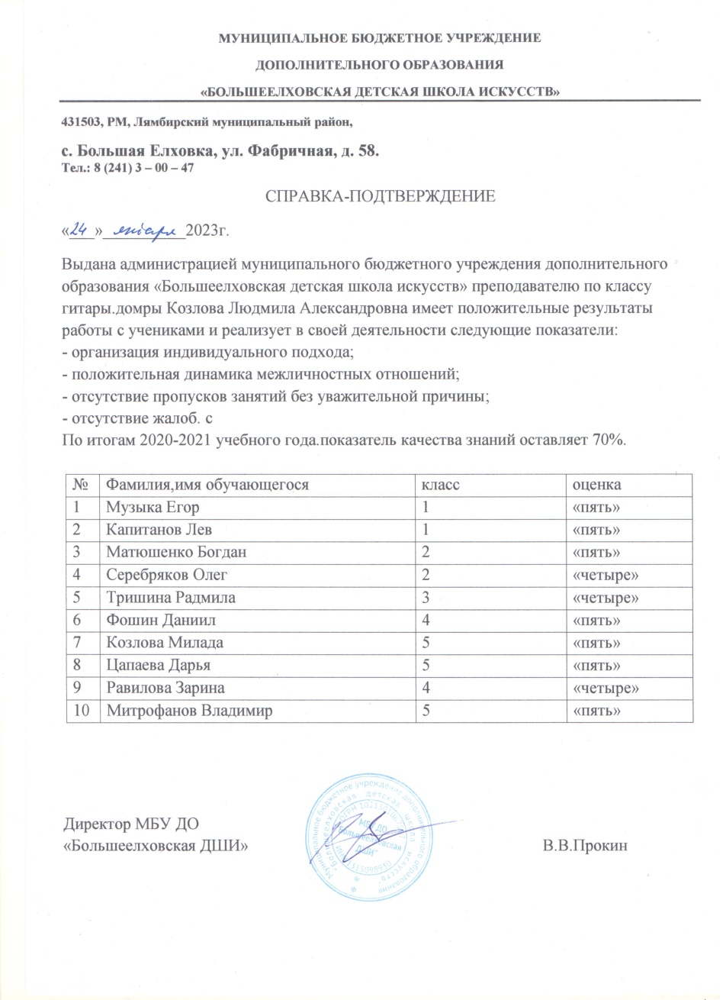 МУНИЦИПАЛЬНОЕ БЮДЖЕТНОЕ УЧРЕЖДЕНИЕ
ДОПОЛНИТЕЛЬНОГО ОБРАЗОВАНИЯ
«БОЛЬШЕЕЛХОВСКАЯ ДЕТСКАЯ ШКОЛА ИСКУССТВ»
431503, РМ, Лямбирский муниципальный район,
с. Большая Елховка, ул. Фабричная, д. 58.
Тел.: 8 (241) 3 – 00 – 47
СПРАВКА-ПОДТВЕРЖДЕНИЕ
«24» января 2023г.
Выдана администрацией муниципального бюджетного учреждения дополнительного
образования «Большеелховская детская школа искусств» преподавателю по классу
гитары.домры Козлова Людмила Александровна имеет положительные результаты
работы с учениками и реализует в своей деятельности следующие показатели:
- организация индивидуального подхода;
- положительная динамика межличностных отношений;
- отсутствие пропусков занятий без уважительной причины;
- отсутствие жалоб. с
По итогам 2020-2021 учебного года.показатель качества знаний оставляет 70%.
№ Фамилия,имя обучающегося класс оценка
1 Музыка Егор 1 «пять»
2 Капитанов Лев 1 «пять»
3 Матюшенко Богдан 2 «пять»
4 Серебряков Олег 2 «четыре»
5 Тришина Радмила 3 «четыре»
6 Фошин Даниил 4 «пять»
7 Козлова Милада 5 «пять»
8 Цапаева Дарья 5 «пять»
9 Равилова Зарина 4 «четыре»
10 Митрофанов Владимир 5 «пять»
Директор МБУ ДО
«Большеелховская ДШИ» В.В.Прокин
Муниципальное бюджетное учреждение дополнительного образования
"Большеелховская детская школа искусств"
МБУ ДО
"Большеелховская
ДШИ"